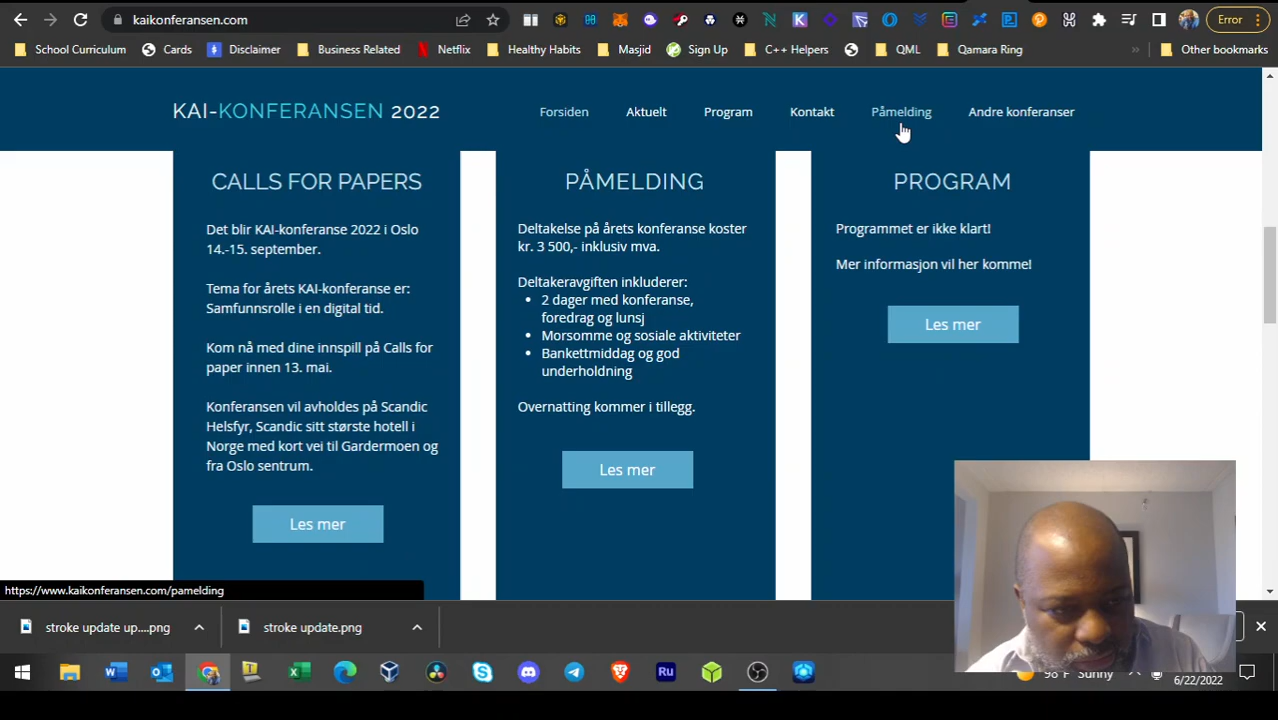 kaikonferansen.com
Error
School Curriculum
Cards
Disclaimer
Business Related
Netflix
Healthy Habits
Masjid
Sign Up
C++ Helpers
QML
Qamara Ring
»
Other bookmarks
KAI-KONFERANSEN 2022
Forsiden
Aktuelt
Program
Kontakt
Påmelding
Andre konferanser
CALLS FOR PAPERS
Det blir KAI-konferanse 2022 i Oslo
14.-15. september.
Tema for årets KAI-konferanse er:
Samfunnsrolle i en digital tid.
Kom nå med dine innspill på Calls for
paper innen 13. mai.
Konferansen vil avholdes på Scandic
Helsfyr, Scandic sitt største hotell i
Norge med kort vei til Gardermoen og
fra Oslo sentrum.
Les mer
PÅMELDING
Deltakelse på årets konferanse koster
kr. 3 500,- inklusiv mva.
Deltakeravgiften inkluderer:
• 2 dager med konferanse,
foredrag og lunsj
• Morsomme og sosiale aktiviteter
• Bankettmiddag og god
underholdning
Overnatting kommer i tillegg.
Les mer
PROGRAM
Programmet er ikke klart!
Mer informasjon vil her komme!
Les mer
https://www.kaikonferansen.com/pamelding
stroke update up....png
stroke update.png
98°F Sunny
6/22/2022